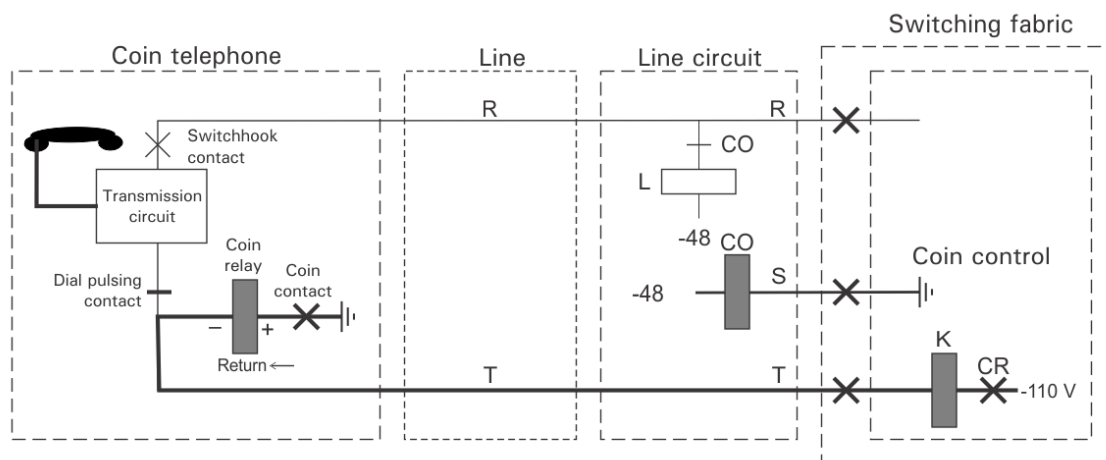 Switching fabric
Coin telephone
Line
Line circuit
R
R
Switchhook
contact
CO
L
Transmission
circuit
-48
CO
Coin
relay
Coin
contact
Coin control
Dial pulsing
contact
-48
S
–
+
K
Return ←
T
T
CR
-110 V